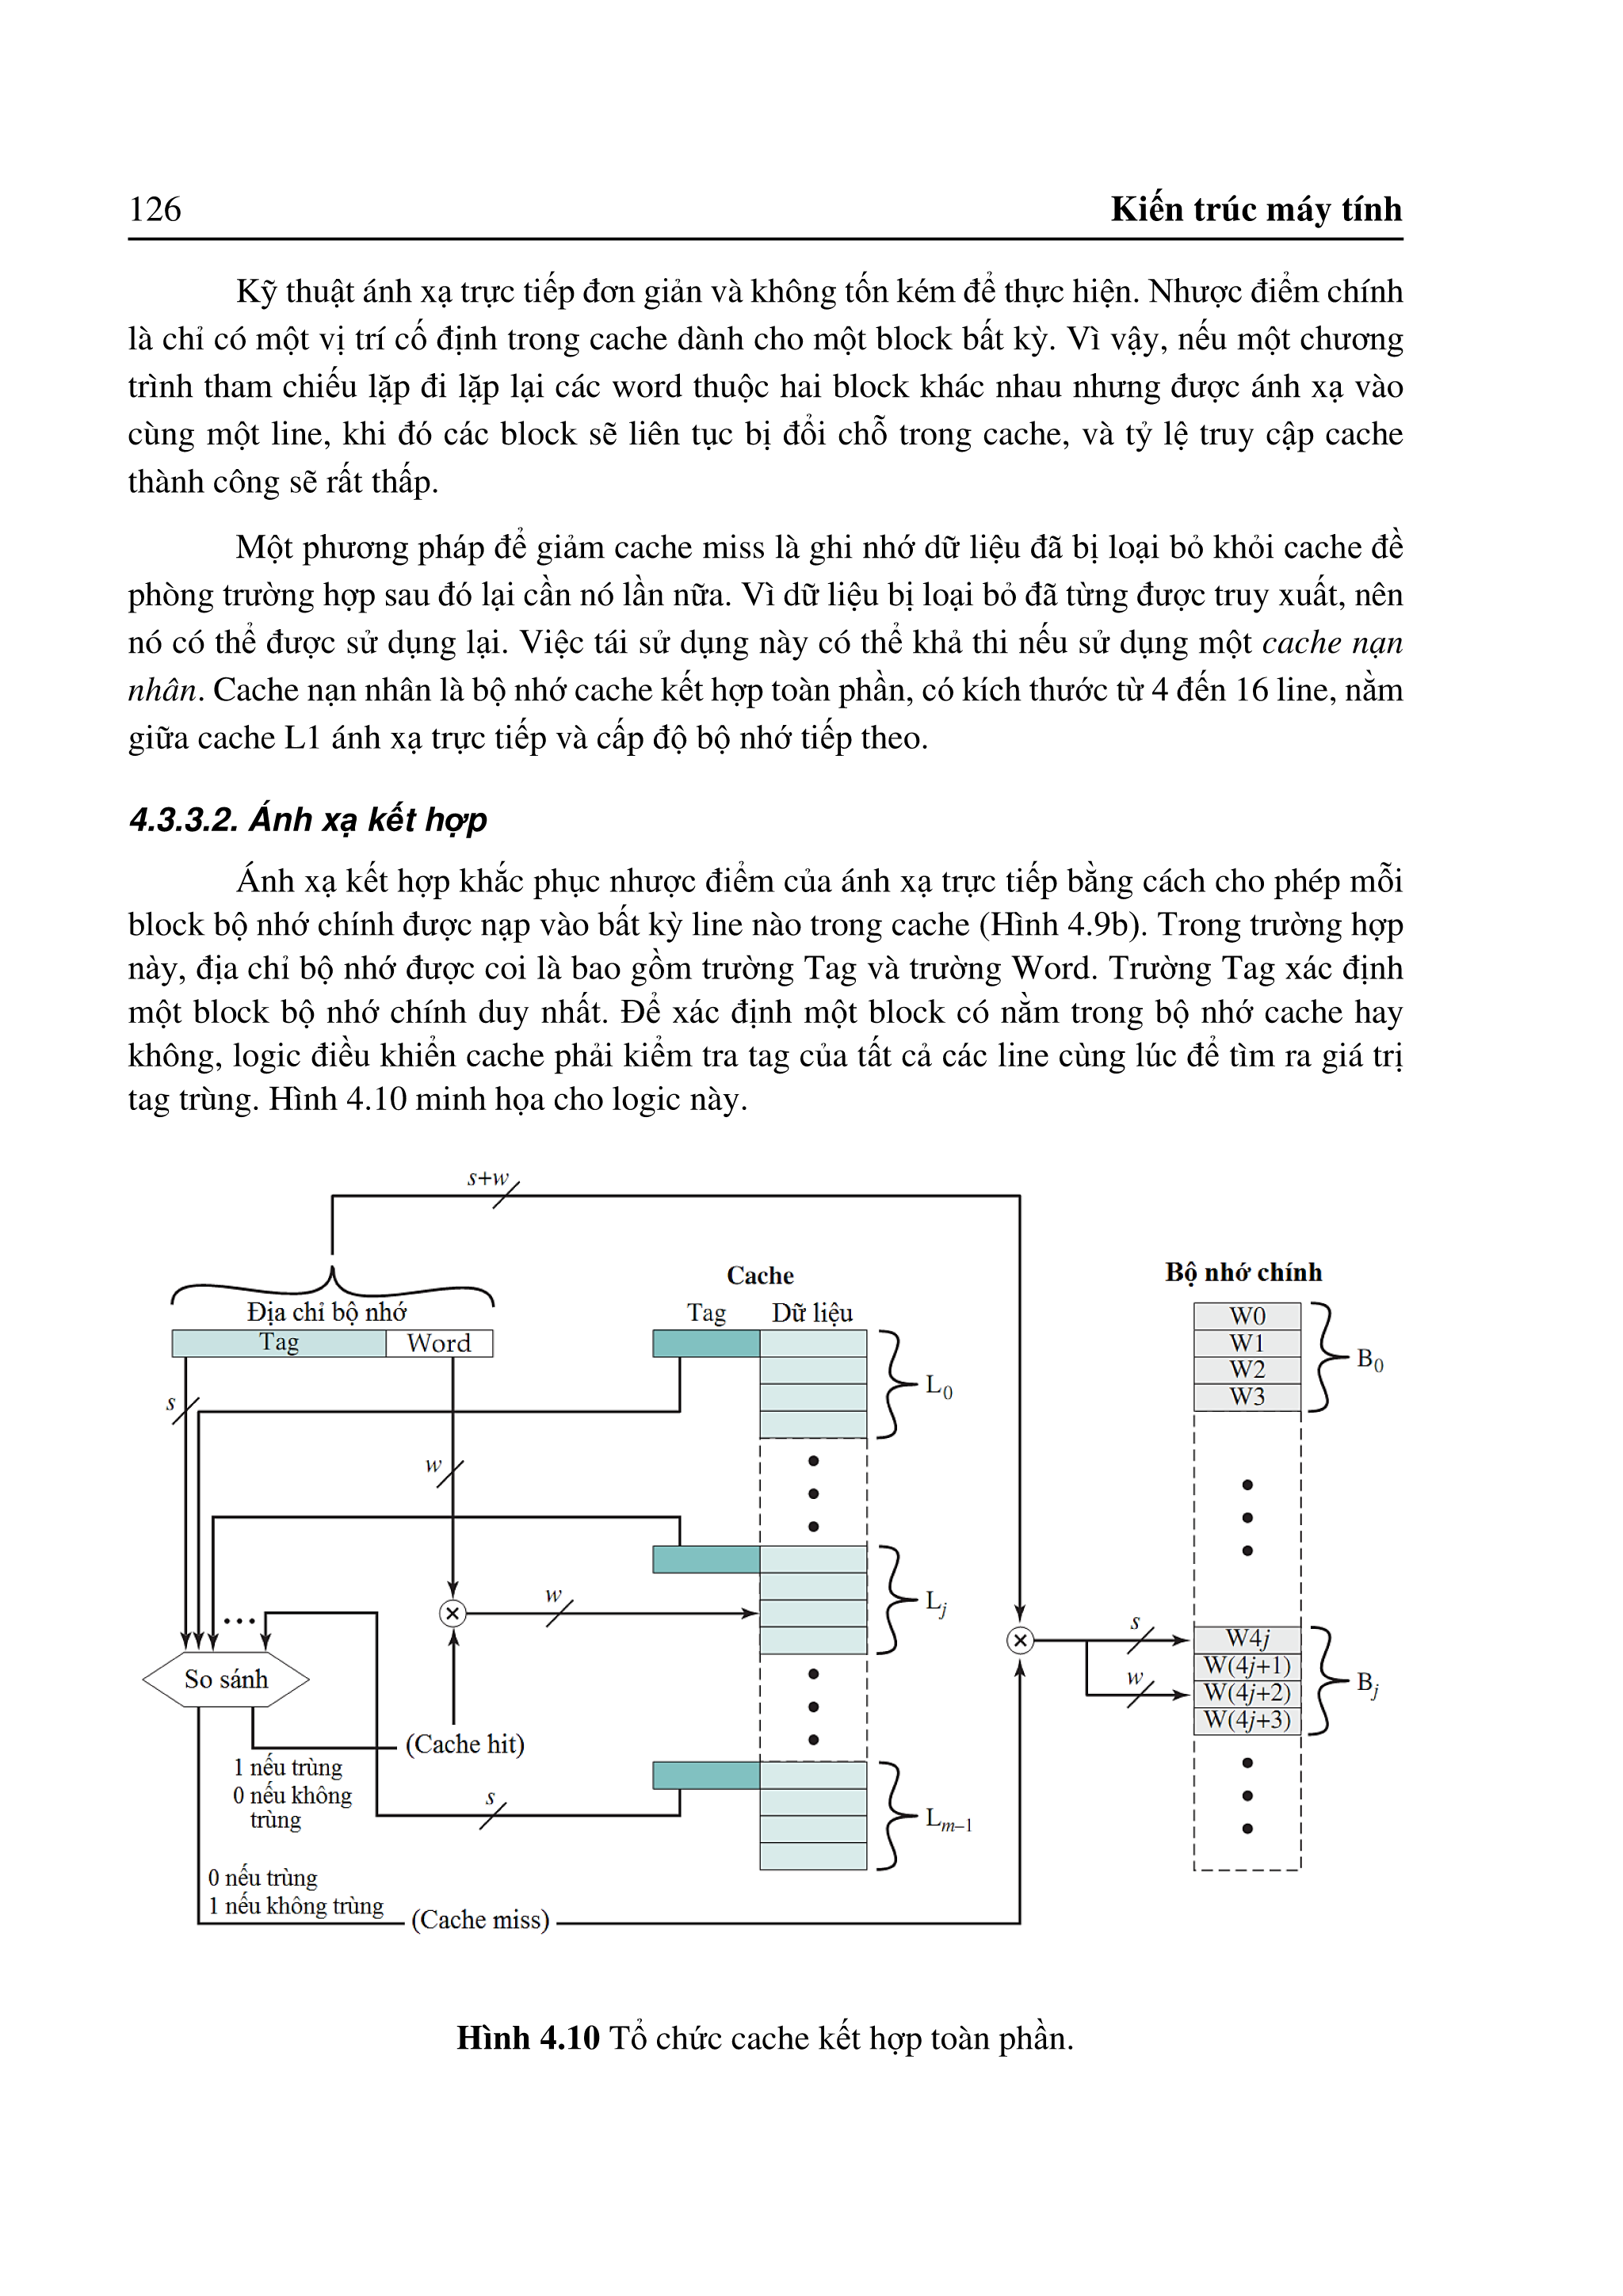 126 Kiến trúc máy tính
Kỹ thuật ánh xạ trực tiếp đơn giản và không tốn kém để thực hiện. Nhược điểm chính
là chỉ có một vị trí cố định trong cache dành cho một block bất kỳ. Vì vậy, nếu một chương
trình tham chiếu lặp đi lặp lại các word thuộc hai block khác nhau nhưng được ánh xạ vào
cùng một line, khi đó các block sẽ liên tục bị đổi chỗ trong cache, và tỷ lệ truy cập cache
thành công sẽ rất thấp.
Một phương pháp để giảm cache miss là ghi nhớ dữ liệu đã bị loại bỏ khỏi cache đề
phòng trường hợp sau đó lại cần nó lần nữa. Vì dữ liệu bị loại bỏ đã từng được truy xuất, nên
nó có thể được sử dụng lại. Việc tái sử dụng này có thể khả thi nếu sử dụng một cache nạn
nhân. Cache nạn nhân là bộ nhớ cache kết hợp toàn phần, có kích thước từ 4 đến 16 line, nằm
giữa cache L1 ánh xạ trực tiếp và cấp độ bộ nhớ tiếp theo.
4.3.3.2. Ánh xạ kết hợp
Ánh xạ kết hợp khắc phục nhược điểm của ánh xạ trực tiếp bằng cách cho phép mỗi
block bộ nhớ chính được nạp vào bất kỳ line nào trong cache (Hình 4.9b). Trong trường hợp
này, địa chỉ bộ nhớ được coi là bao gồm trường Tag và trường Word. Trường Tag xác định
một block bộ nhớ chính duy nhất. Để xác định một block có nằm trong bộ nhớ cache hay
không, logic điều khiển cache phải kiểm tra tag của tất cả các line cùng lúc để tìm ra giá trị
tag trùng. Hình 4.10 minh họa cho logic này.
s+w
Cache
Bộ nhớ chính
Địa chỉ bộ nhớ
Tag Dữ liệu
Tag Word
W0
W1
W2
W3
B0
L0
s
w
w
Lj
s
W4j
W(4j+1)
W(4j+2)
W(4j+3)
w
Bj
So sánh
(Cache hit)
1 nếu trùng
0 nếu không
trùng
s
Lm–1
0 nếu trùng
1 nếu không trùng
(Cache miss)
Hình 4.10 Tổ chức cache kết hợp toàn phần.